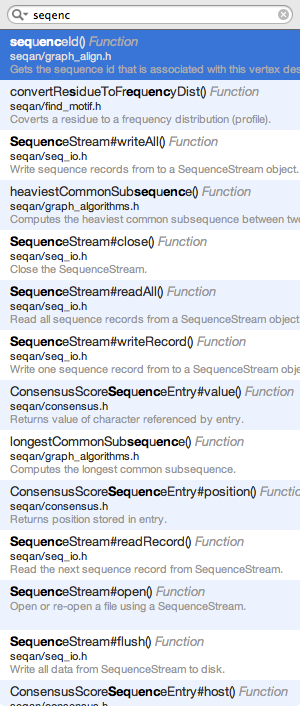 seqenc
sequenceId() Function
seqan/graph_align.h
Gets the sequence id that is associated with this vertex des
convertResidueToFrequencyDist() Function
seqan/find_motif.h
Coverts a residue to a frequency distribution (profile).
SequenceStream#writeAll() Function
seqan/seq_io.h
Write sequence records from to a SequenceStream object.
heaviestCommonSubsequence() Function
seqan/graph_algorithms.h
Computes the heaviest common subsequence between two
SequenceStream#close() Function
seqan/seq_io.h
Close the SequenceStream.
SequenceStream#readAll() Function
seqan/seq_io.h
Read all sequence records from a SequenceStream object
SequenceStream#writeRecord() Function
seqan/seq_io.h
Write one sequence record from to a SequenceStream obje
ConsensusScoreSequenceEntry#value() Function
seqan/consensus.h
Returns value of character referenced by entry.
longestCommonSubsequence() Function
seqan/graph_algorithms.h
Computes the longest common subsequence.
ConsensusScoreSequenceEntry#position() Functio
seqan/consensus.h
Returns position stored in entry.
SequenceStream#readRecord() Function
seqan/seq_io.h
Read the next sequence record from SequenceStream.
SequenceStream#open() Function
Open or re-open a file using a SequenceStream.
SequenceStream#flush() Function
seqan/seq_io.h
Write all data from SequenceStream to disk.
ConsensusScoreSequenceEntry#host() Function
seqan/consensus.h